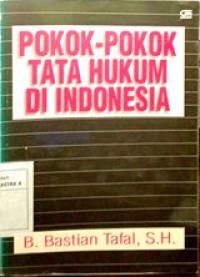 POKOK-POKOK
TATA HUKUM
DI INDONESIA
B. Bastian Tafal, S.H.